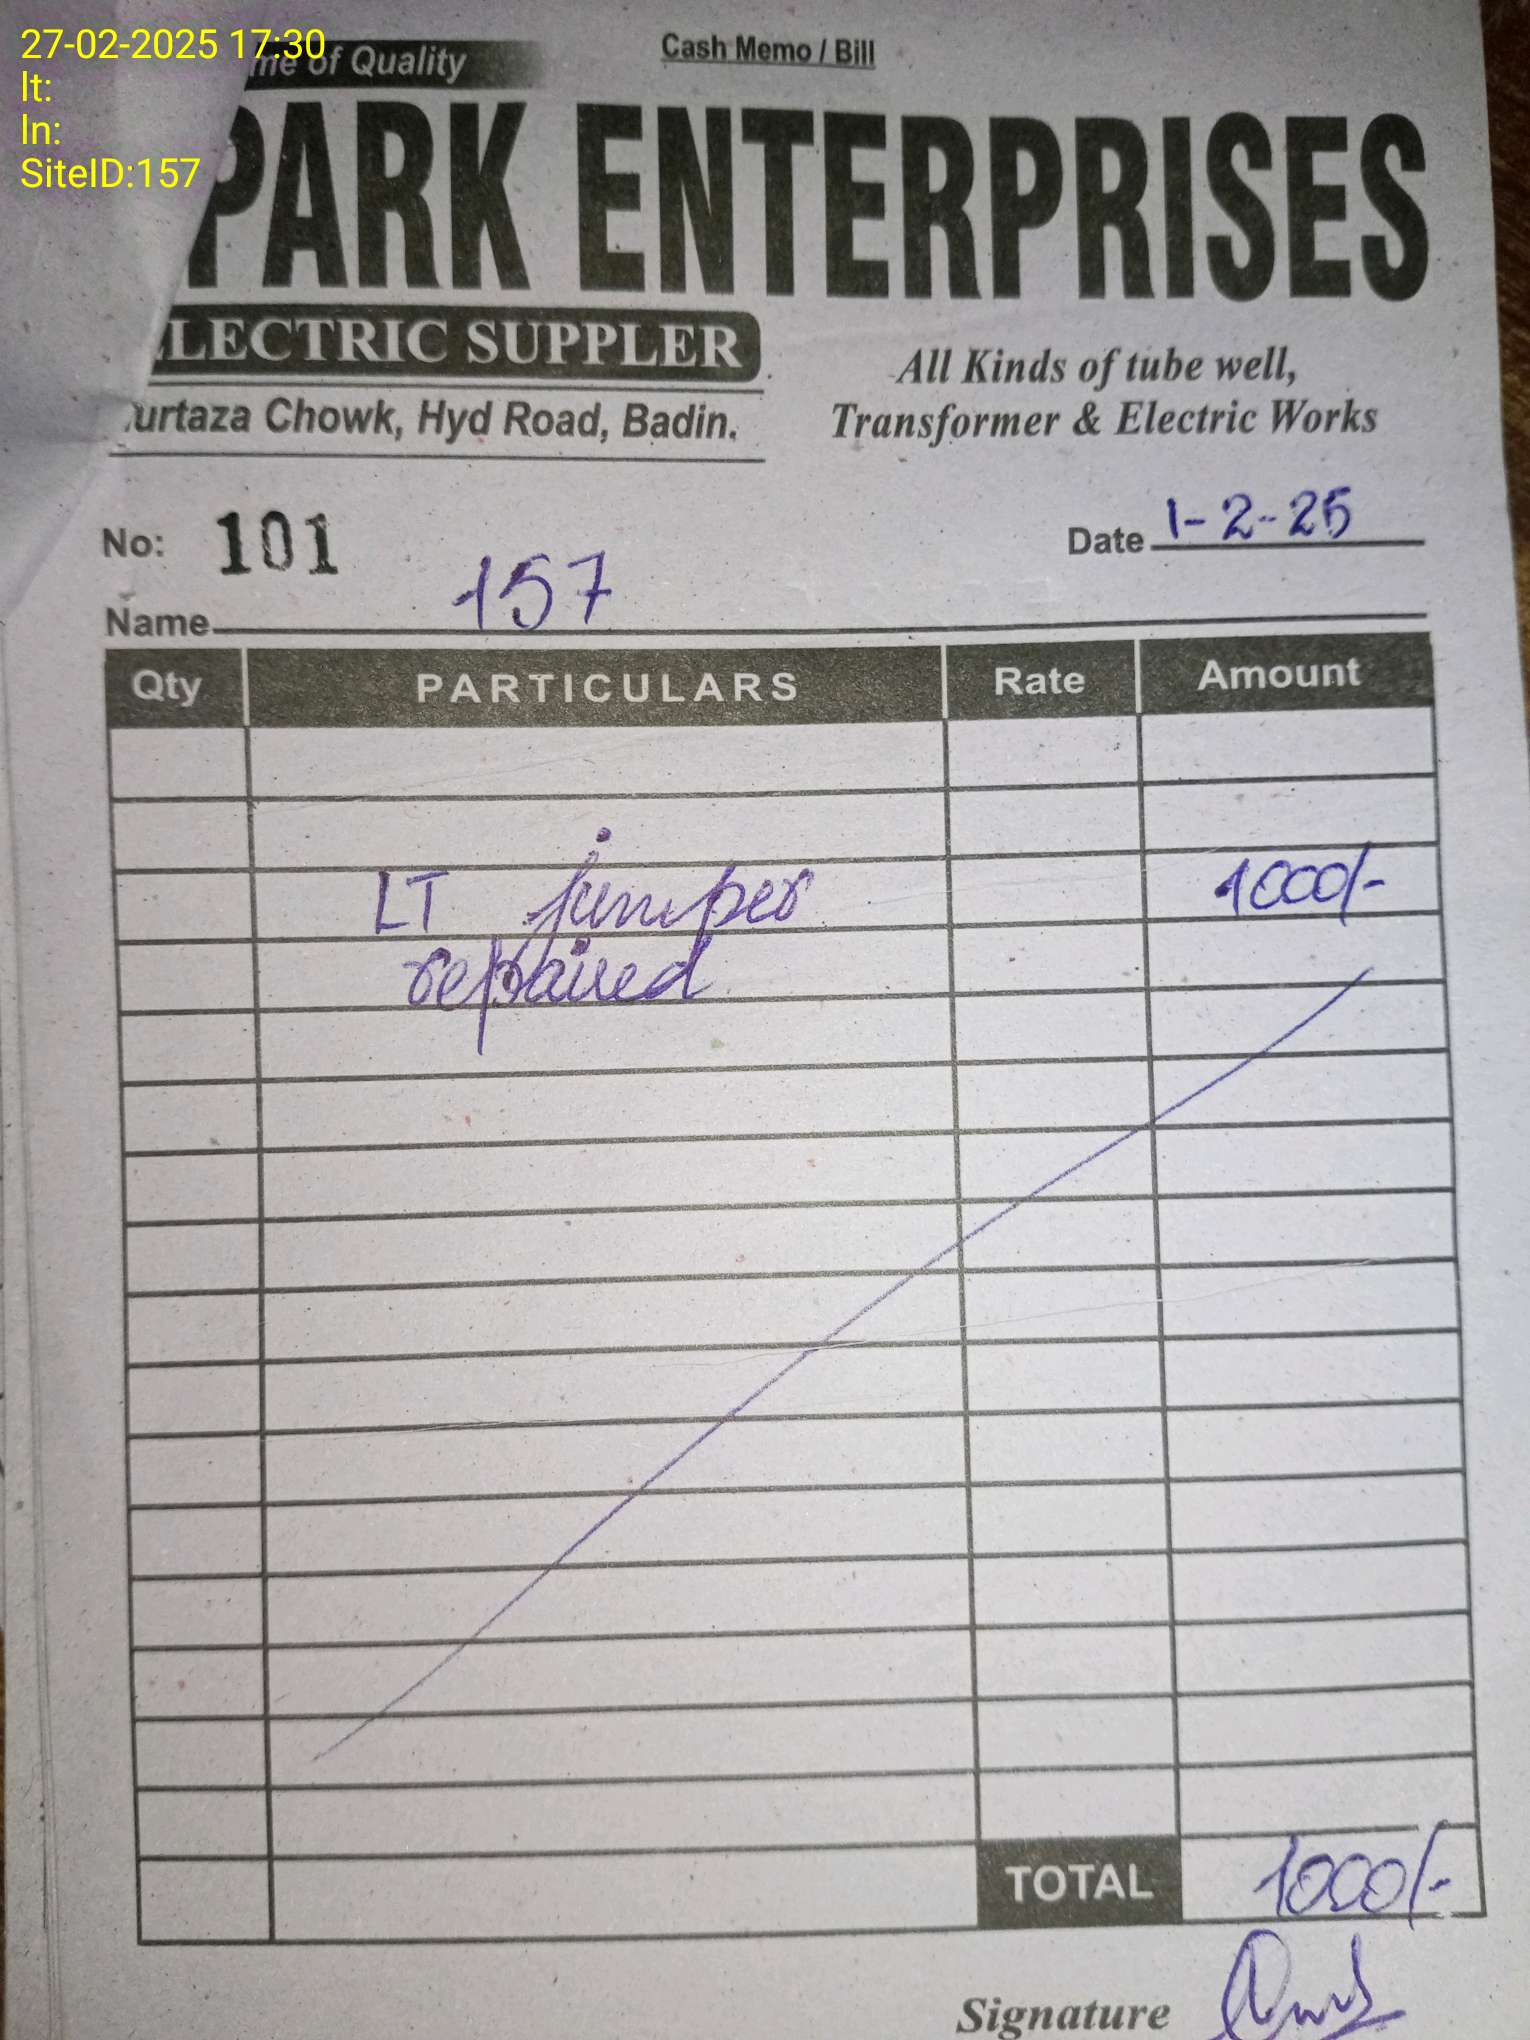 27-02-2025 17:30
lt:
ln:
SiteID:157
me of Quality
Cash Memo / Bill
PARK ENTERPRISES
LECTRIC SUPPLER
urtaza Chowk, Hyd Road, Badin.
All Kinds of tube well,
Transformer & Electric Works
No: 101
Date 1-2-25
Name 157
Qty PARTICULARS Rate Amount
LT jumper 1000/-
repaired
TOTAL 1000/-
Signature